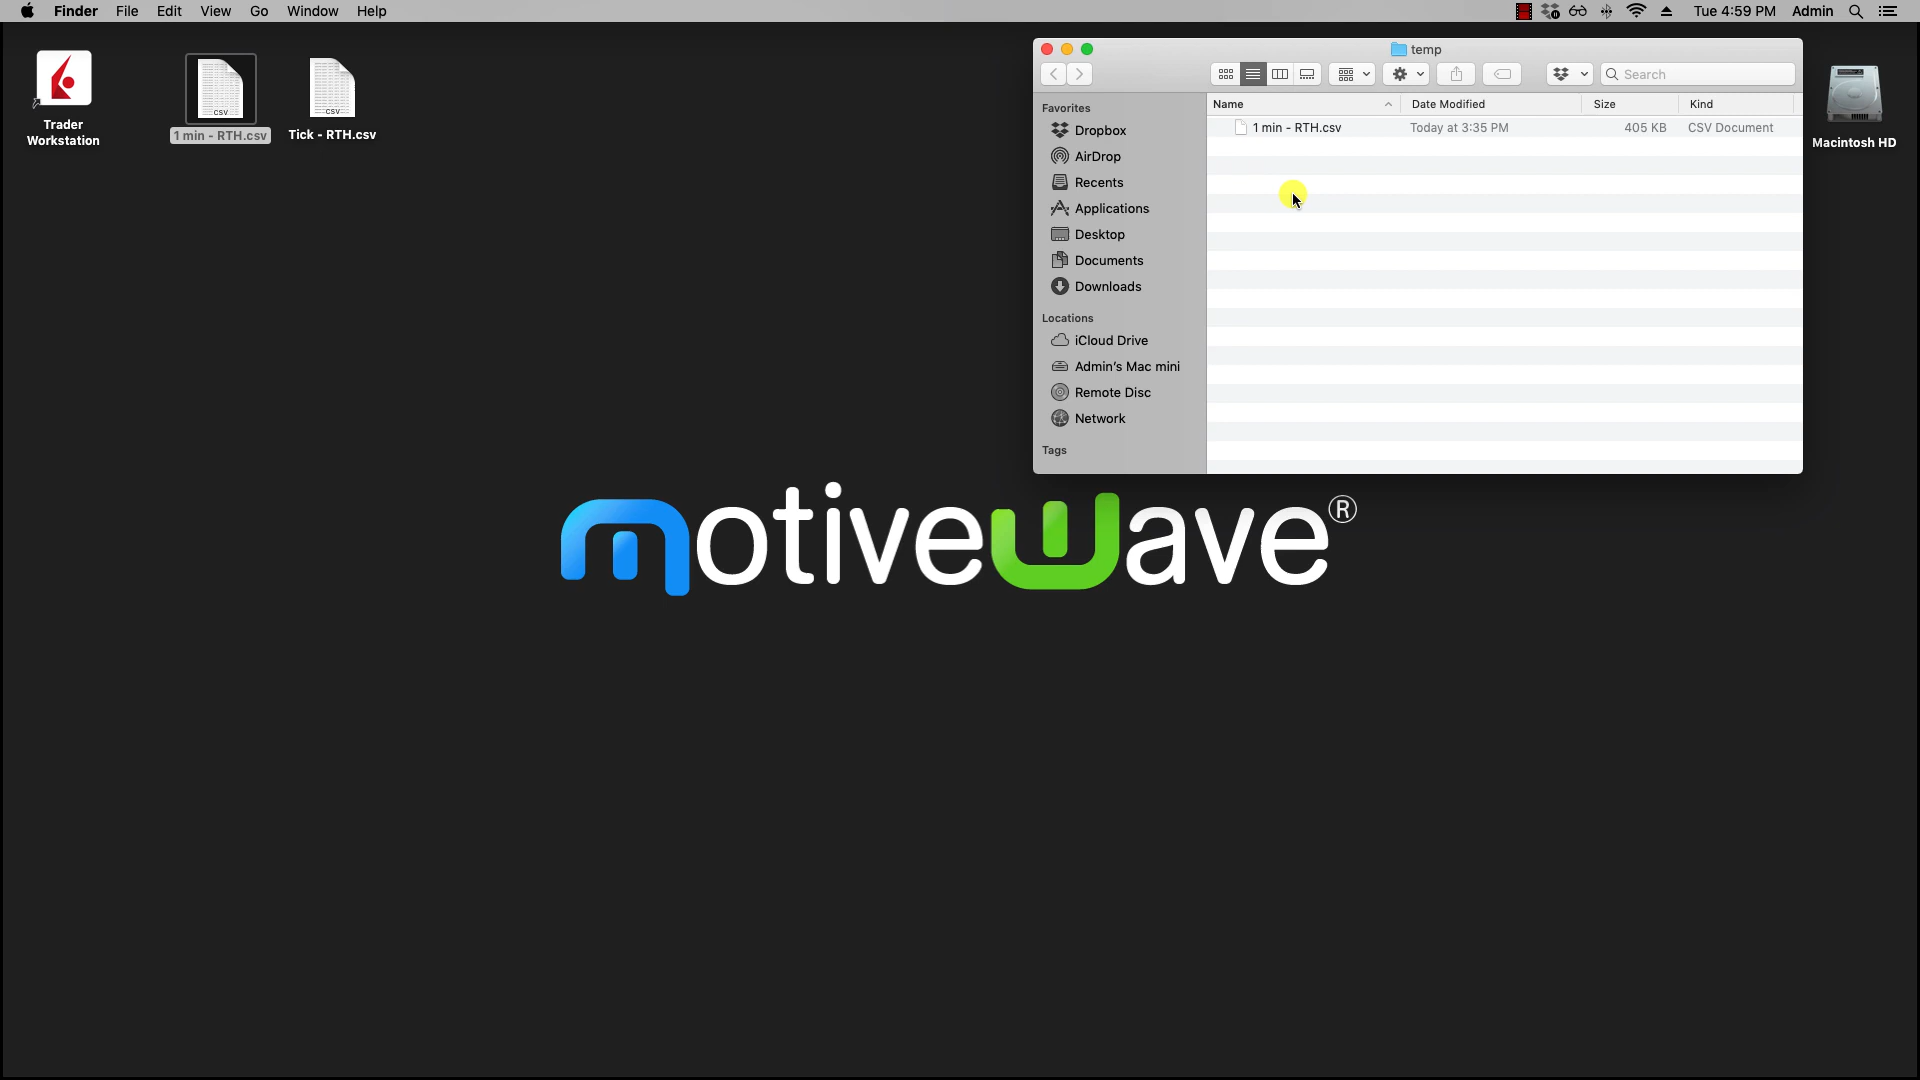 Finder File Edit View Go Window Help
Tue 4:59 PM Admin
temp
Search
Trader
Workstation
CSV
1 min - RTH.csv
CSV
Tick - RTH.csv
Macintosh HD
Favorites
Dropbox
AirDrop
Recents
Applications
Desktop
Documents
Downloads
Locations
iCloud Drive
Admin's Mac mini
Remote Disc
Network
Tags
Name Date Modified Size Kind
1 min - RTH.csv Today at 3:35 PM 405 KB CSV Document
motivewave®